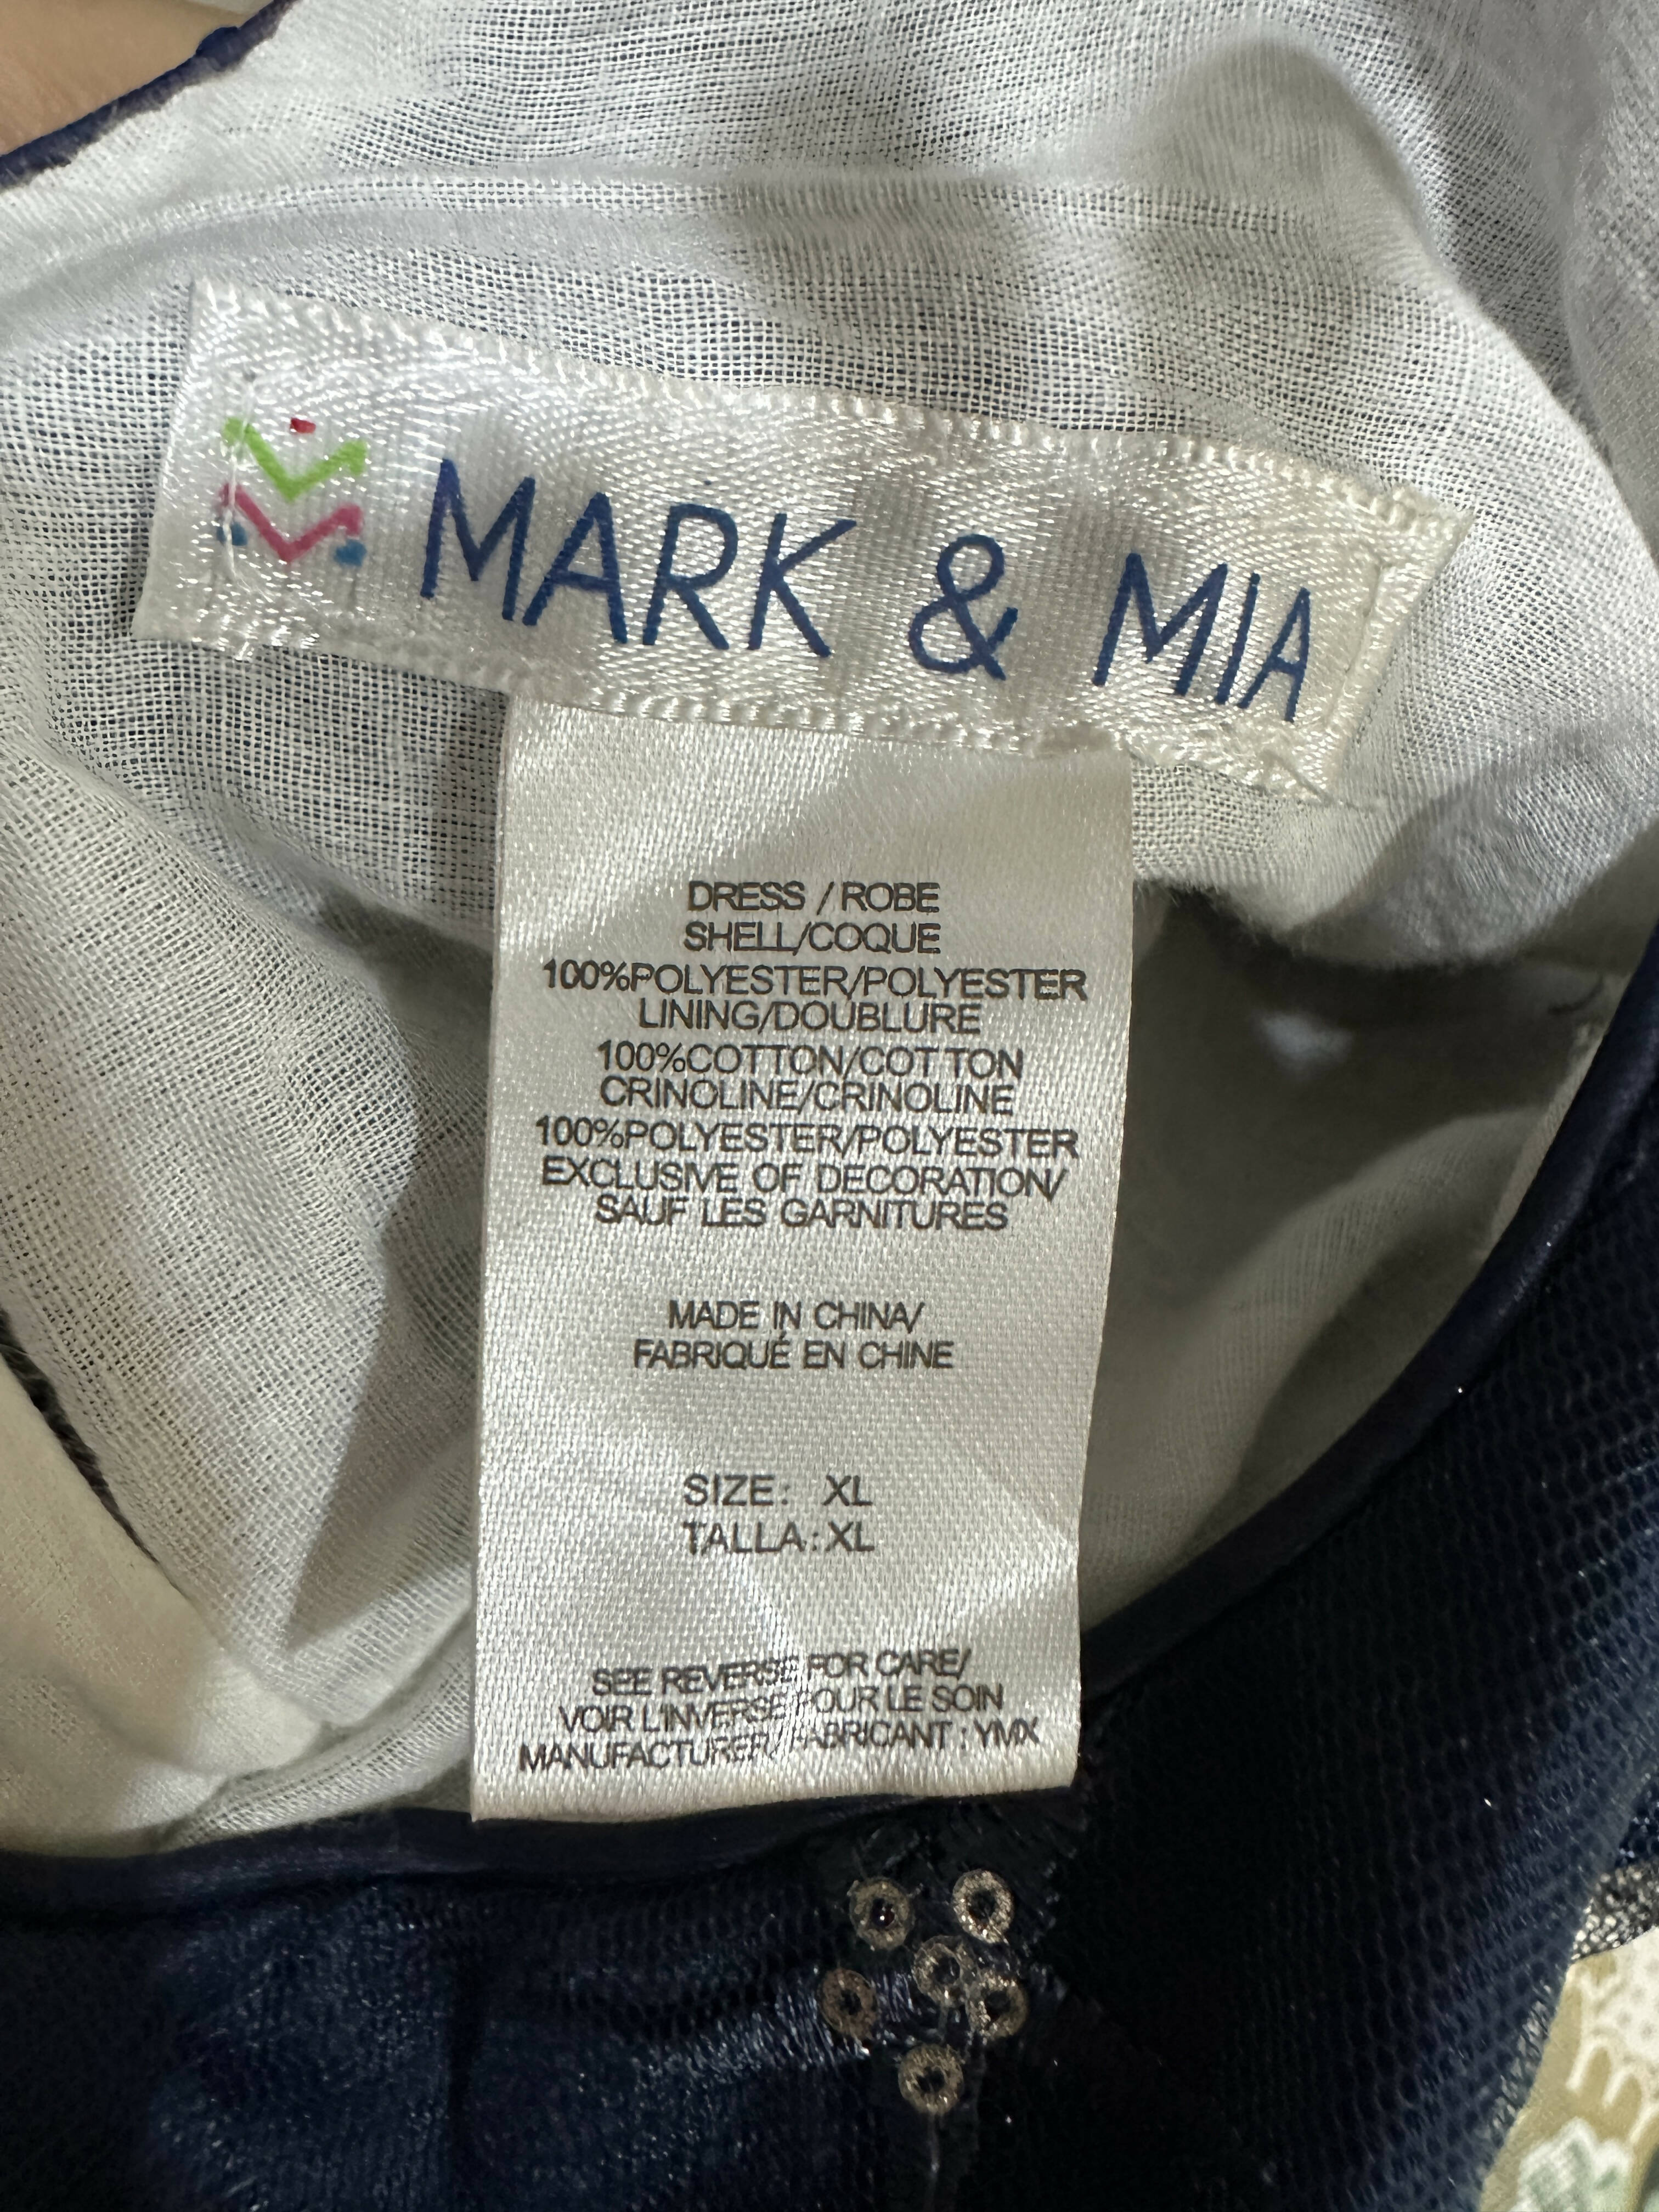 MARK & MIA
DRESS / ROBE
SHELL/COQUE
100%POLYESTER/POLYESTER
LINING/DOUBLURE
100%COTTON/COTTON
CRINOLINE/CRINOLINE
100%POLYESTER/POLYESTER
EXCLUSIVE OF DECORATION/
SAUF LES GARNITURES
MADE IN CHINA/
FABRIQUÉ EN CHINE
SIZE: XL
TALLA:XL
SEE REVERSE FOR CARE/
VOIR L'INVERSE POUR LE SOIN
MANUFACTURER/FABRICANT : YMX